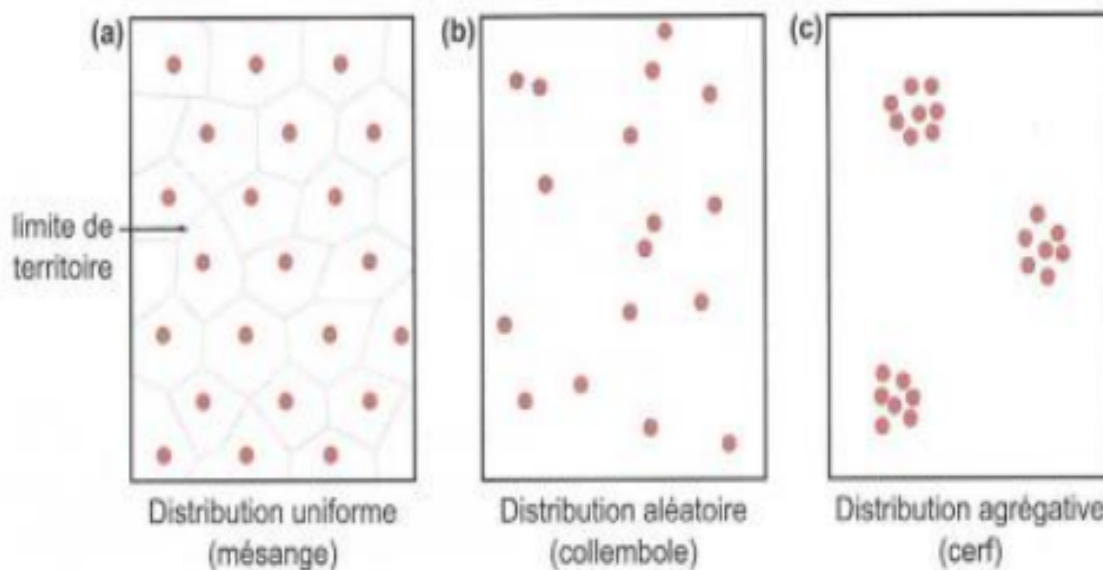 (a)
(b)
(c)
limite de
territoire
Distribution uniforme
(mésange)
Distribution aléatoire
(collembole)
Distribution agrégative
(cerf)